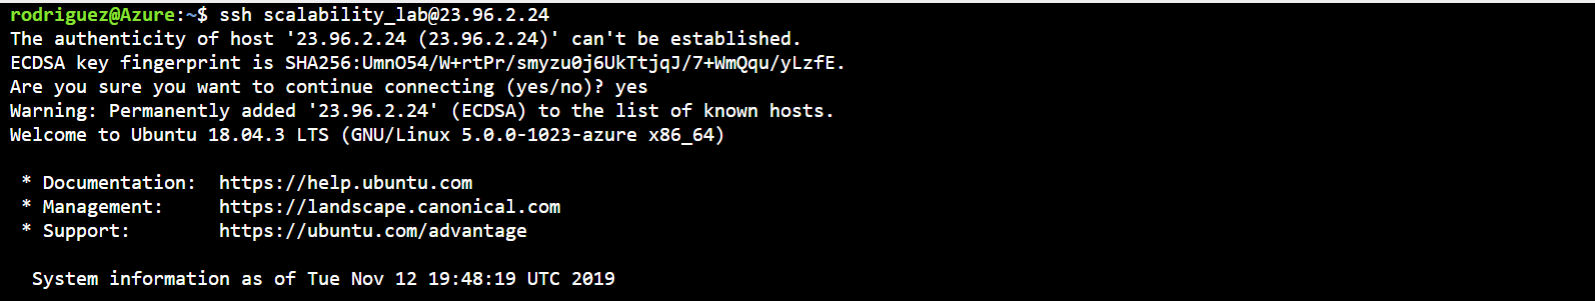 rodriguez@Azure:~$ ssh scalability_lab@23.96.2.24
The authenticity of host '23.96.2.24 (23.96.2.24)' can't be established.
ECDSA key fingerprint is SHA256:UmnO54/W+rtPr/smyzu0j6UkTtjqJ/7+WmQqu/yLzfE.
Are you sure you want to continue connecting (yes/no)? yes
Warning: Permanently added '23.96.2.24' (ECDSA) to the list of known hosts.
Welcome to Ubuntu 18.04.3 LTS (GNU/Linux 5.0.0-1023-azure x86_64)
* Documentation:  https://help.ubuntu.com
* Management:     https://landscape.canonical.com
* Support:        https://ubuntu.com/advantage
System information as of Tue Nov 12 19:48:19 UTC 2019